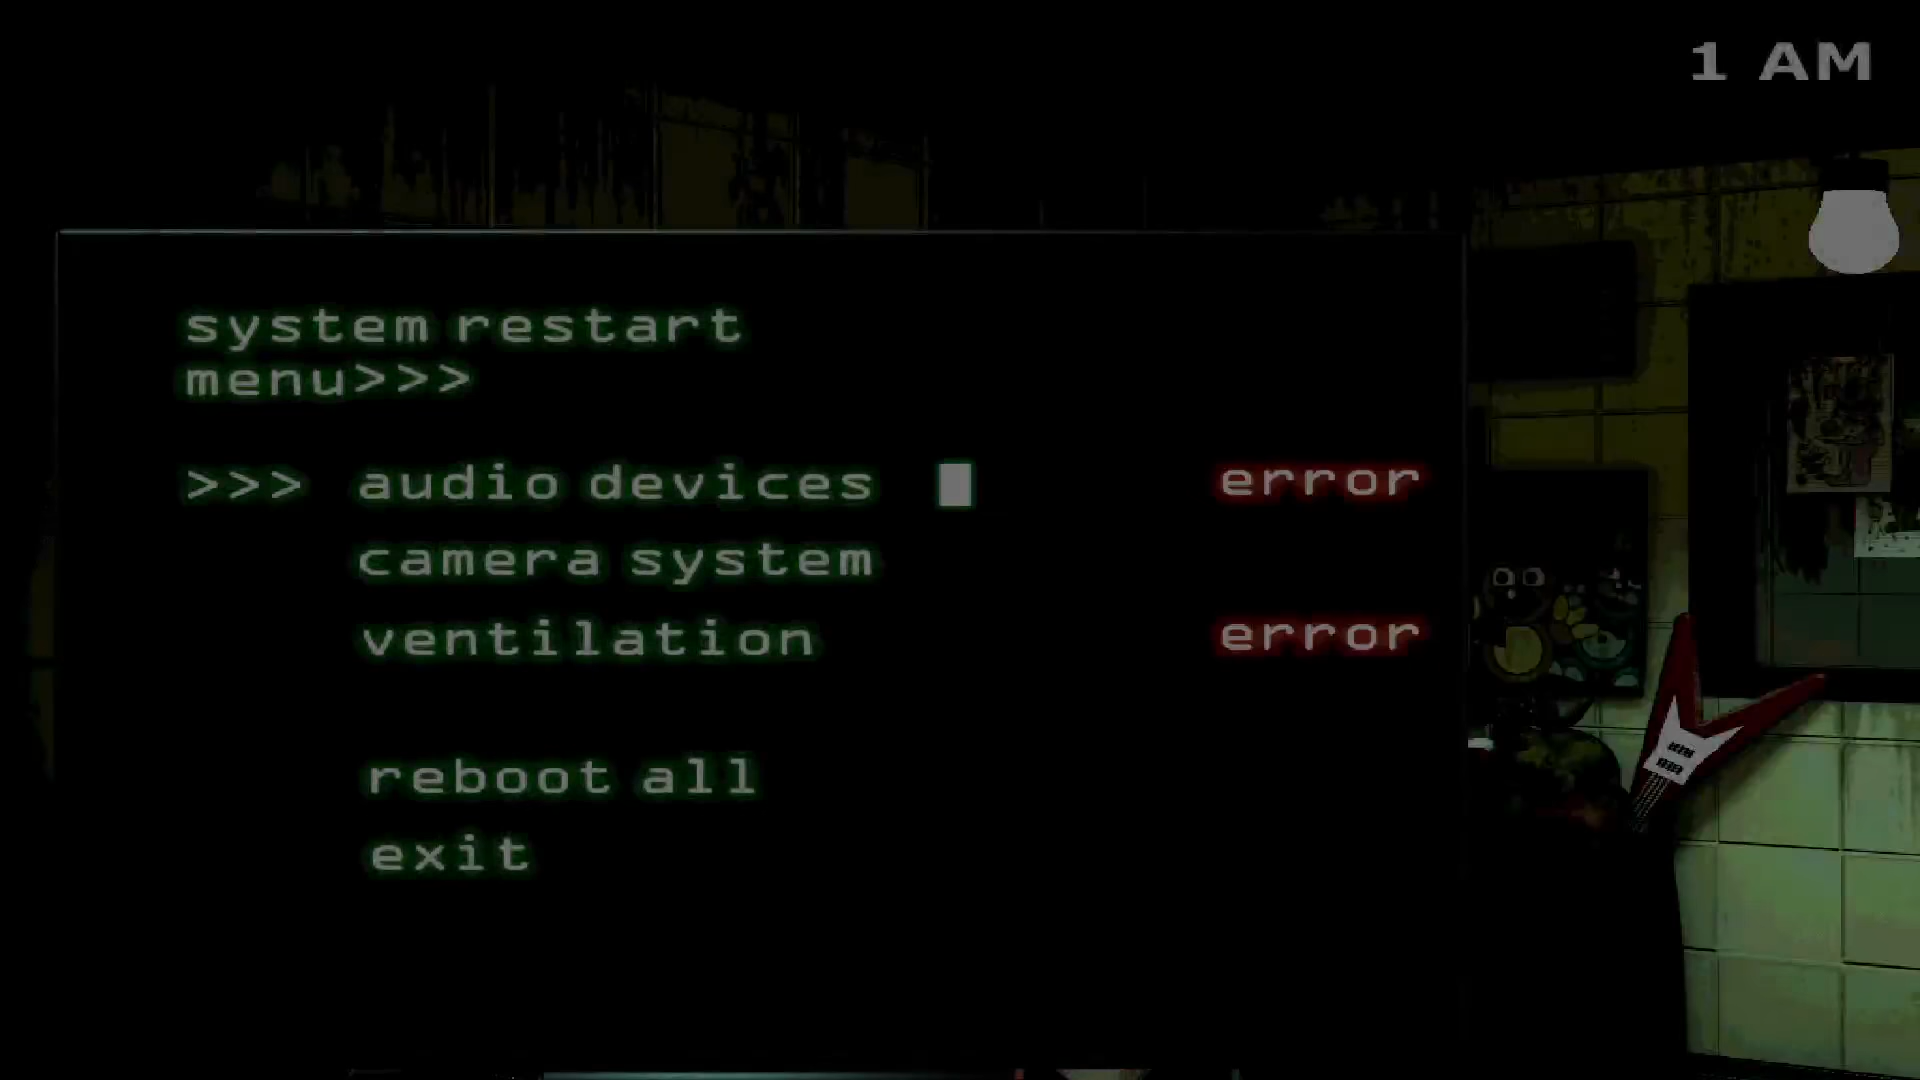 1 AM
system restart
menu>>>
>>> audio devices error
camera system
ventilation error
reboot all
exit